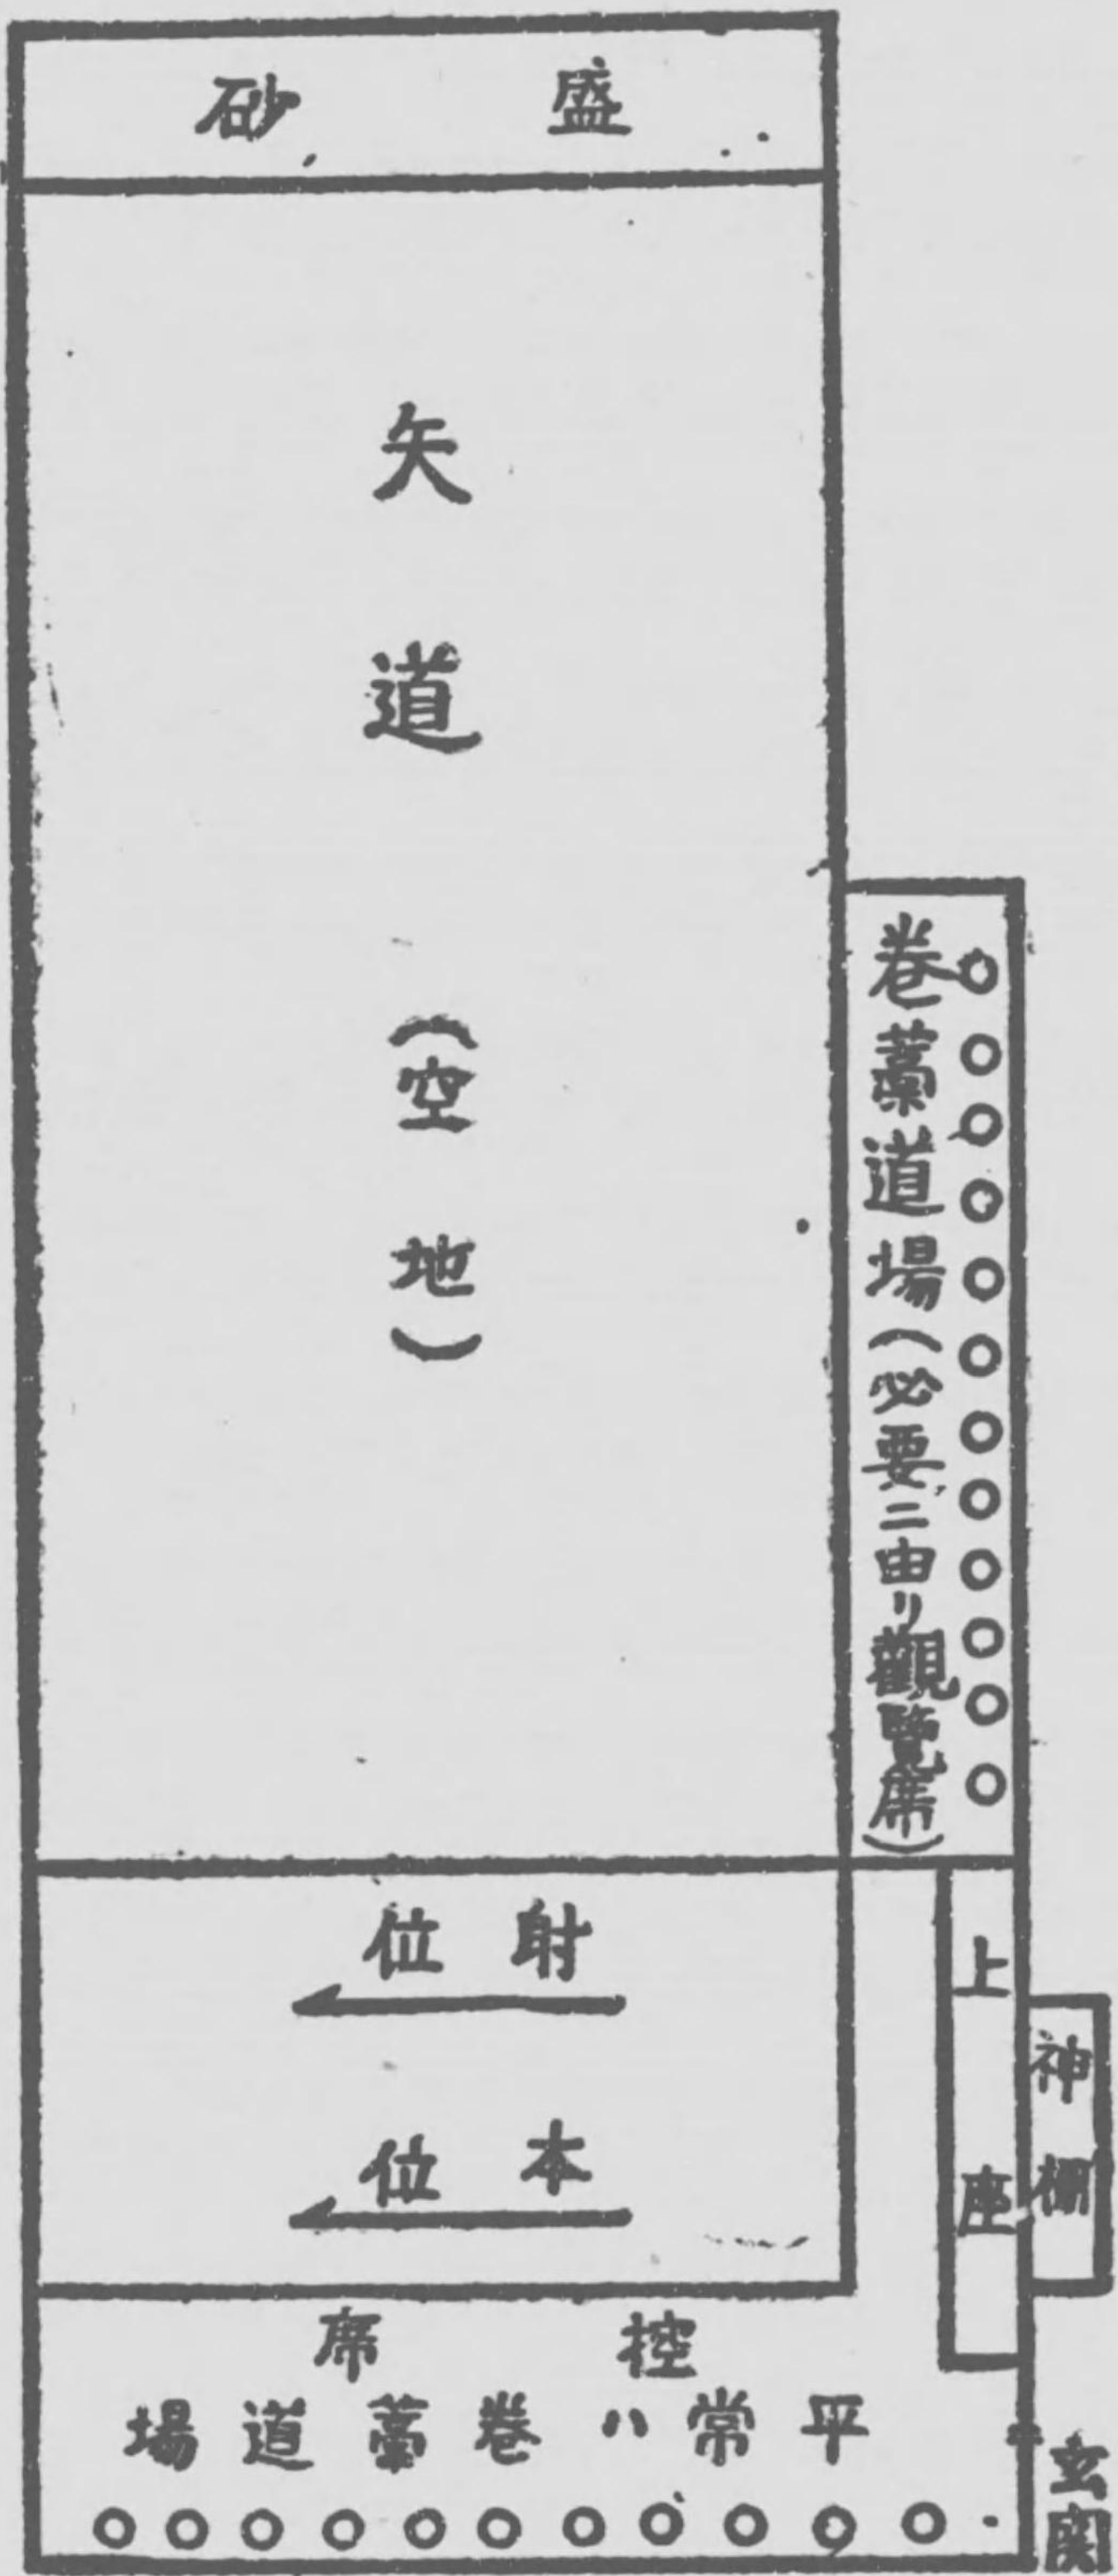 盛砂
矢道（空地）
巻藁道場（必要ニ由リ観覧席）
射位
本位
上座
神棚
控席
平常ハ巻藁道場
玄関